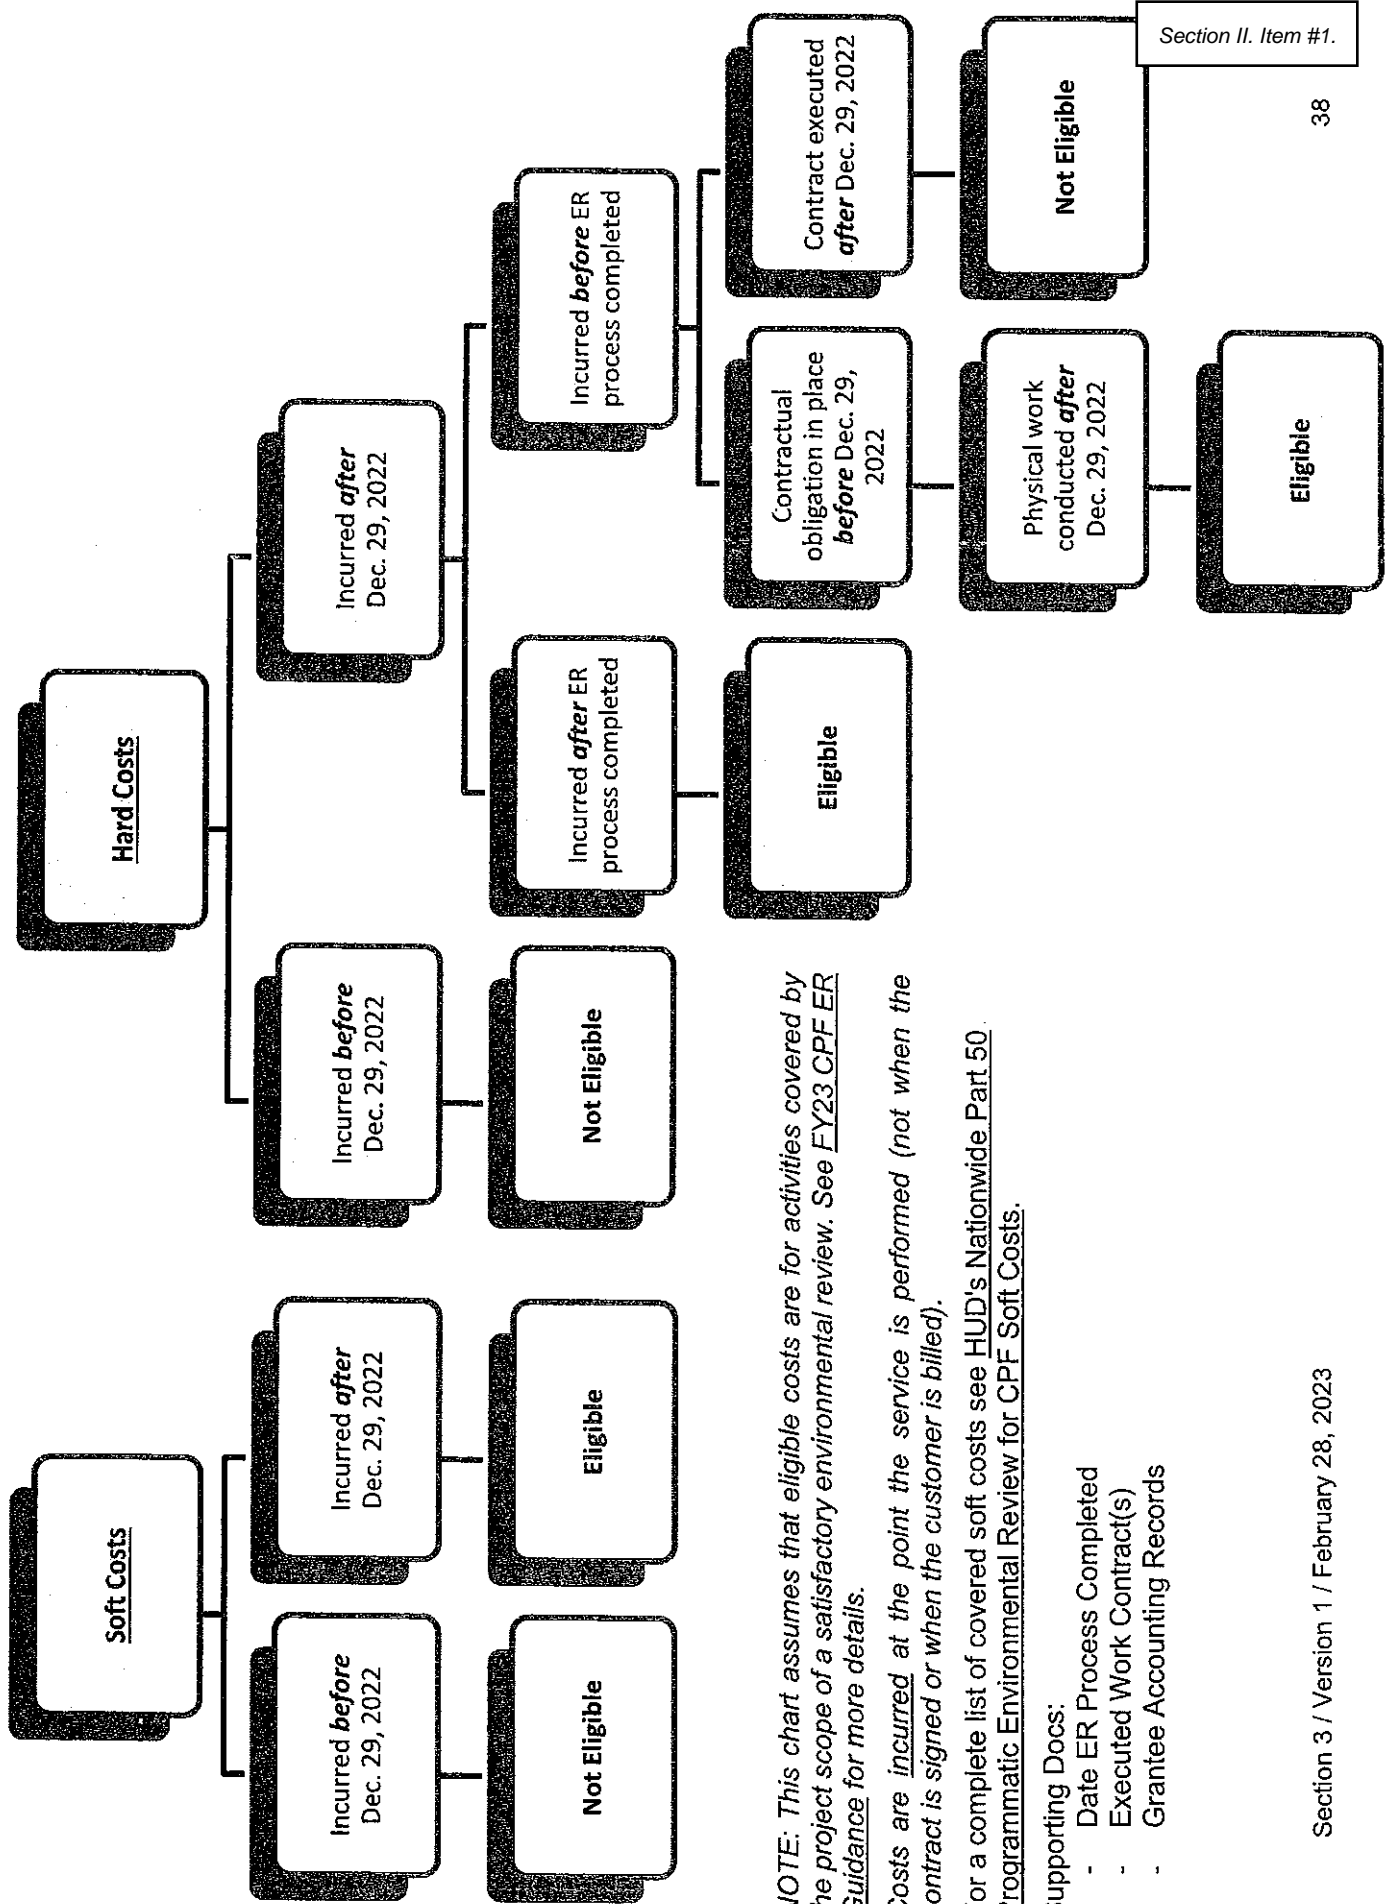 Section II. Item #1.
Soft Costs
Incurred before
Dec. 29, 2022
Not Eligible
Incurred after
Dec. 29, 2022
Eligible
Hard Costs
Incurred before
Dec. 29, 2022
Not Eligible
Incurred after
Dec. 29, 2022
Incurred after ER
process completed
Eligible
Incurred before ER
process completed
Contractual
obligation in place
before Dec. 29,
2022
Physical work
conducted after
Dec. 29, 2022
Eligible
Contract executed
after Dec. 29, 2022
Not Eligible
NOTE: This chart assumes that eligible costs are for activities covered by
he project scope of a satisfactory environmental review. See FY23 CPF ER
Guidance for more details.
Costs are incurred at the point the service is performed (not when the
ontract is signed or when the customer is billed).
or a complete list of covered soft costs see HUD's Nationwide Part 50
Programmatic Environmental Review for CPF Soft Costs.
upporting Docs:
- Date ER Process Completed
- Executed Work Contract(s)
- Grantee Accounting Records
Section 3 / Version 1 / February 28, 2023
38